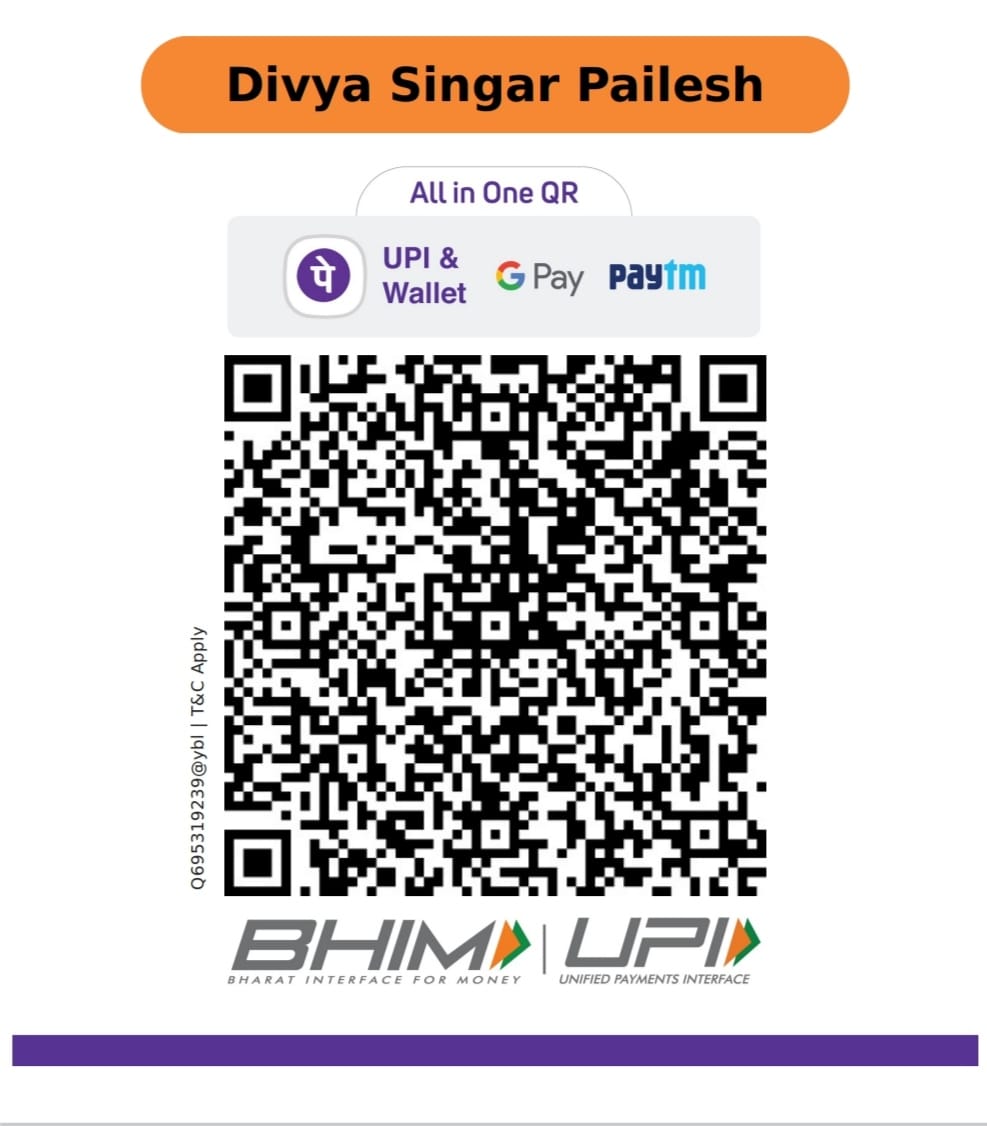 Divya Singar Pailesh
All in One QR
पे
UPI &
Wallet
G Pay
paytm
Q695319239@ybl | T&C Apply
BHIM
BHARAT INTERFACE FOR MONEY
UPI
UNIFIED PAYMENTS INTERFACE